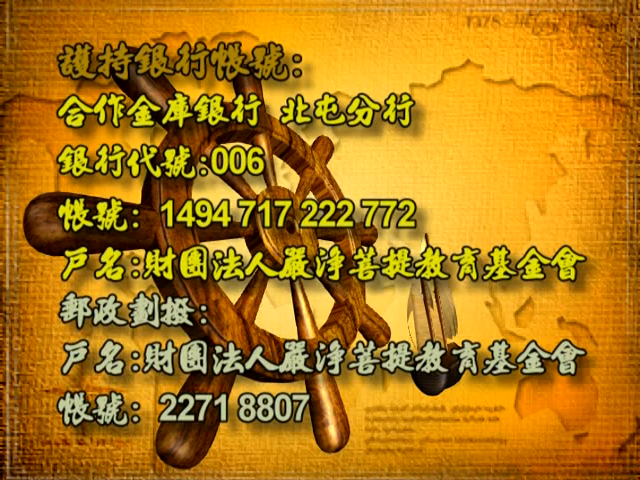 護持銀行帳號:
合作金庫銀行 北屯分行
銀行代號:006
帳號: 1494 717 222 772
戶名:財團法人嚴淨菩提教育基金會
郵政劃撥:
戶名:財團法人嚴淨菩提教育基金會
帳號: 2271 8807